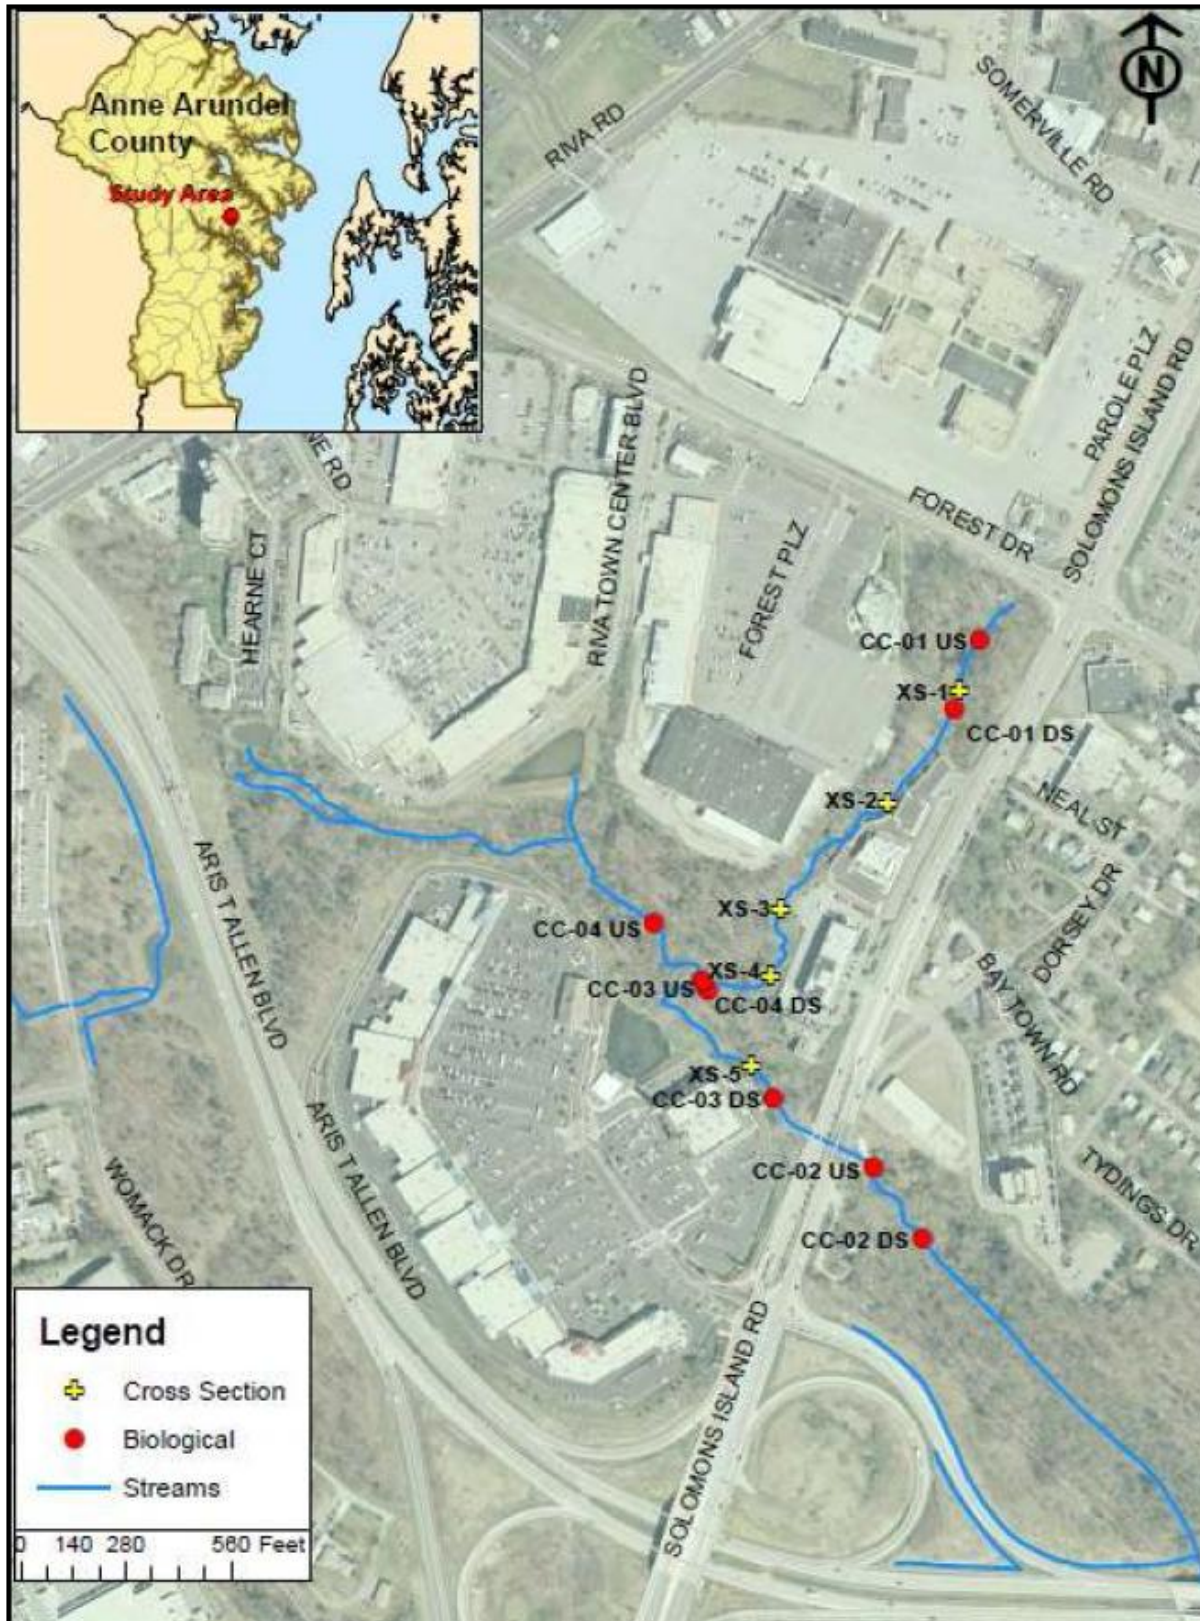 Anne Arundel
County
Study Area
N
RIVA RD
SOMERVILLE RD
PAROLE PLZ
SOLOMONS ISLAND RD
FOREST DR
NE RD
RIVA TOWN CENTER BLVD
HEARNE CT
FOREST PLZ
CC-01 US
XS-1
CC-01 DS
XS-2
NEAL ST
DORSEY DR
XS-3
CC-04 US
XS-4
CC-03 US
CC-04 DS
BAY TOWN RD
ARIS T ALLEN BLVD
XS-5
CC-03 DS
ARIS T ALLEN BLVD
CC-02 US
TYDINGS DR
CC-02 DS
WOMACK DR
SOLOMONS ISLAND RD
Legend
Cross Section
Biological
Streams
0 140 280 560 Feet